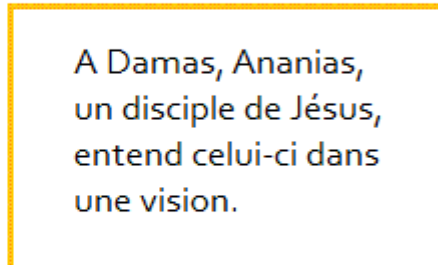 A Damas, Ananias,
un disciple de Jésus,
entend celui-ci dans
une vision.